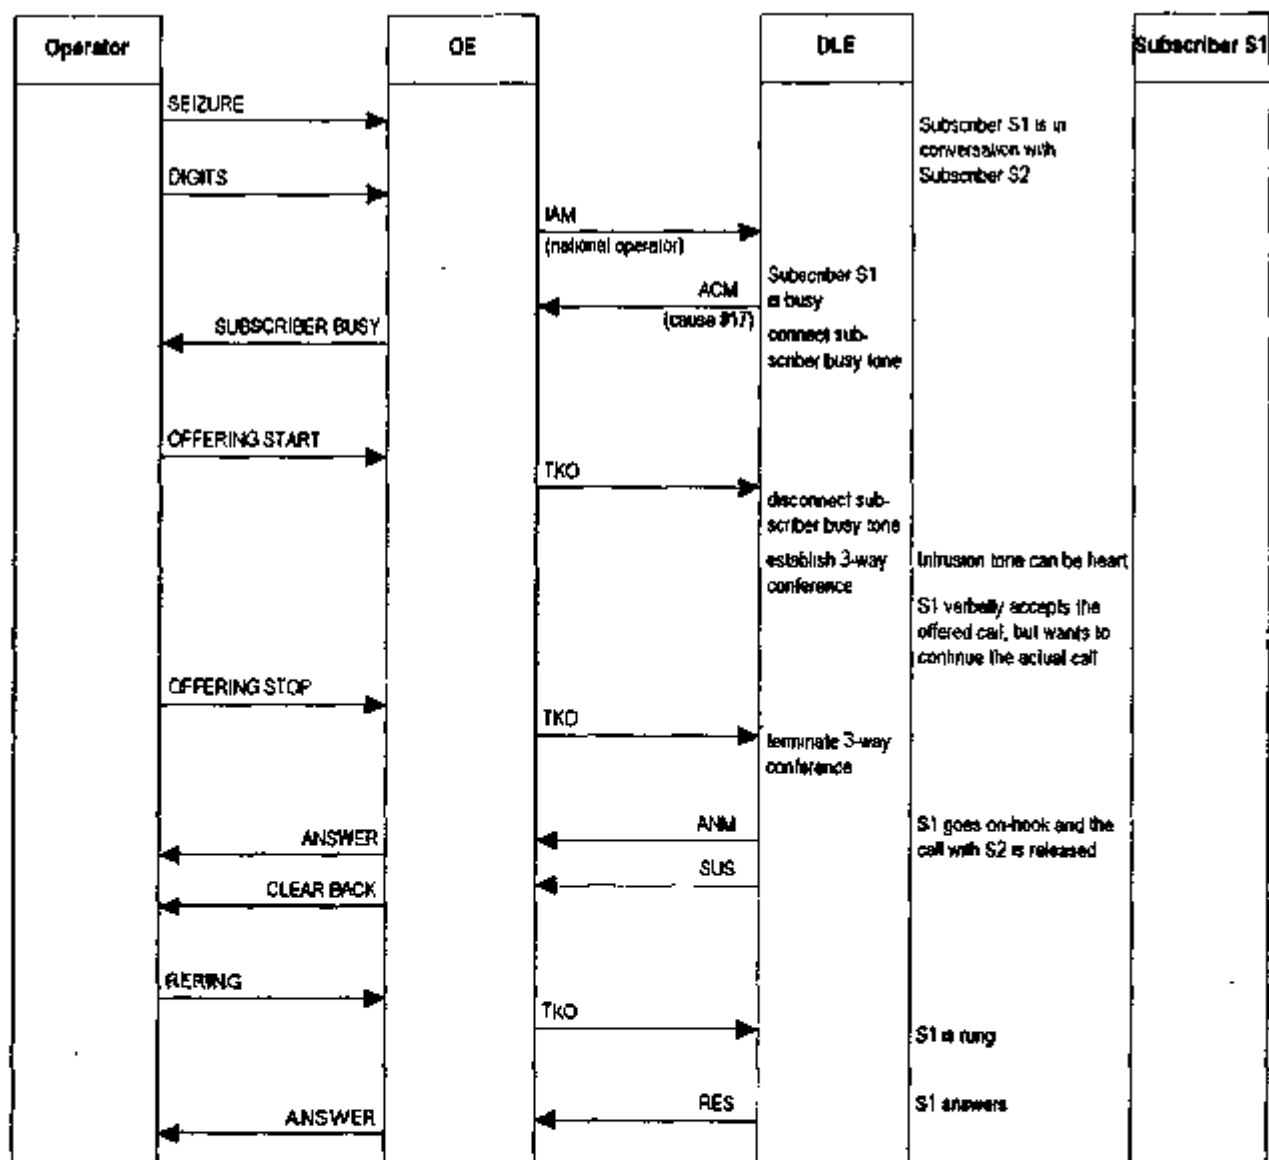 Operator
OE
DLE
Subscriber S1
SEIZURE
Subscriber S1 is in
conversation with
Subscriber S2
DIGITS
IAM
(national operator)
Subscriber S1
is busy
ACM
(cause #17)
SUBSCRIBER BUSY
connect sub-
scriber busy tone
OFFERING START
TKO
disconnect sub-
scriber busy tone
establish 3-way
conference
Intrusion tone can be heart
S1 verbally accepts the
offered call, but wants to
continue the actual call
OFFERING STOP
TKO
terminate 3-way
conference
ANM
ANSWER
S1 goes on-hook and the
call with S2 is released
SUS
CLEAR BACK
RERING
TKO
S1 is rung
RES
S1 answers
ANSWER